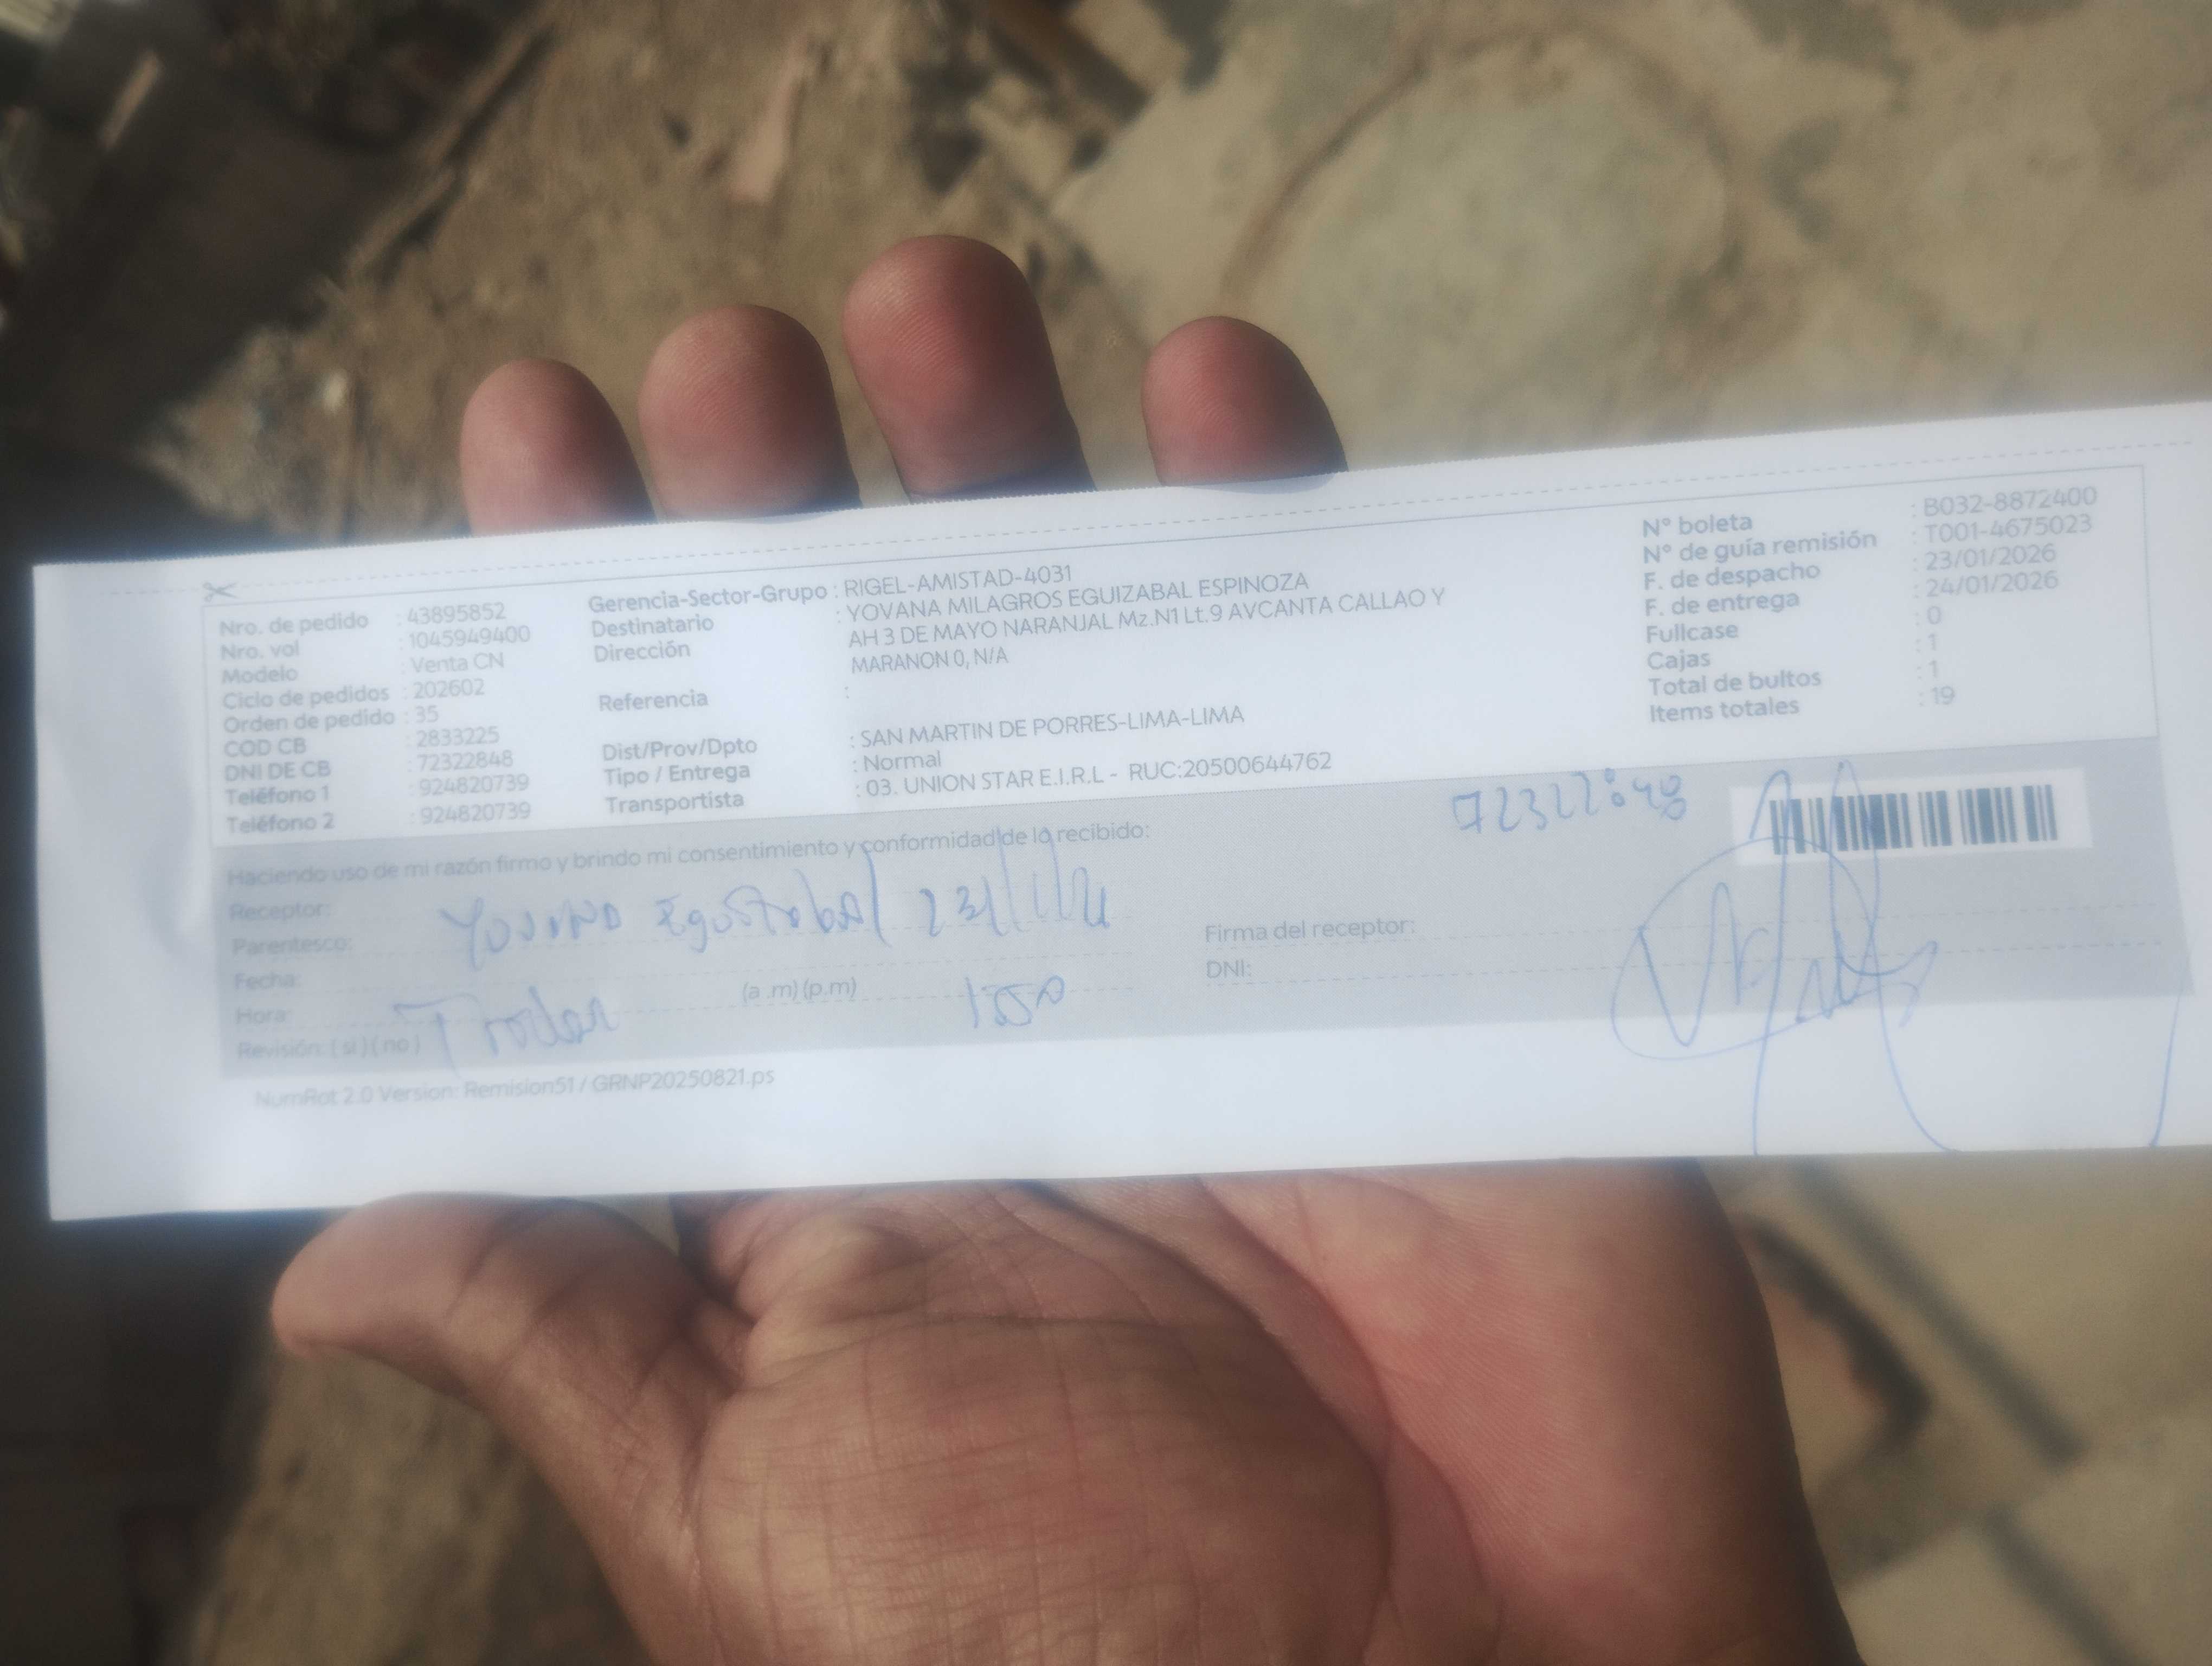 Nro. de pedido : 43895852
Nro. vol : 1045949400
Modelo : Venta CN
Ciclo de pedidos : 202602
Orden de pedido : 35
COD CB : 2833225
DNI DE CB : 72322848
Teléfono 1 : 924820739
Teléfono 2 : 924820739
Gerencia-Sector-Grupo : RIGEL-AMISTAD-4031
Destinatario : YOVANA MILAGROS EGUIZABAL ESPINOZA
Dirección : AH 3 DE MAYO NARANJAL Mz.N1 Lt.9 AVCANTA CALLAO Y
MARANON 0, N/A
Referencia :
Dist/Prov/Dpto : SAN MARTIN DE PORRES-LIMA-LIMA
Tipo / Entrega : Normal
Transportista : 03. UNION STAR E.I.R.L - RUC:20500644762
N° boleta : B032-8872400
N° de guía remisión : T001-4675023
F. de despacho : 23/01/2026
F. de entrega : 24/01/2026
Fullcase : 0
Cajas : 1
Total de bultos : 1
Items totales : 19
Haciendo uso de mi razón firmo y brindo mi consentimiento y conformidad de lo recibido:
72322848
Receptor:
Parentesco:
Fecha:
Hora: (a .m) (p.m)
Revisión: ( si ) ( no )
Firma del receptor:
DNI:
NumRot 2.0 Version: Remision51 / GRNP20250821.ps